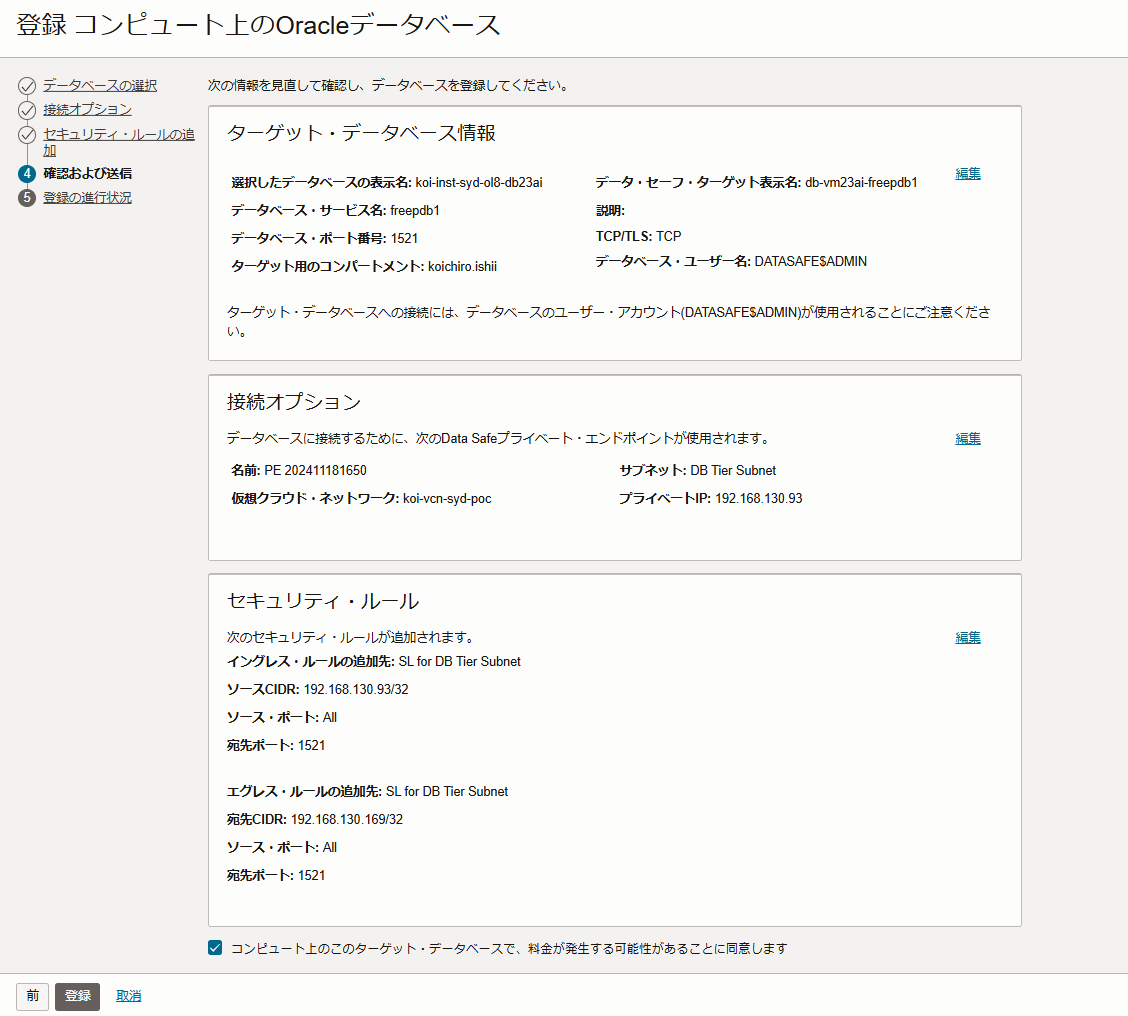 登録 コンピュート上のOracleデータベース
データベースの選択
接続オプション
セキュリティ・ルールの追
加
4 確認および送信
5 登録の進行状況
次の情報を見直して確認し、データベースを登録してください。
ターゲット・データベース情報
編集
選択したデータベースの表示名: koi-inst-syd-ol8-db23ai
データベース・サービス名: freepdb1
データベース・ポート番号: 1521
ターゲット用のコンパートメント: koichiro.ishii
データ・セーフ・ターゲット表示名: db-vm23ai-freepdb1
説明:
TCP/TLS: TCP
データベース・ユーザー名: DATASAFE$ADMIN
ターゲット・データベースへの接続には、データベースのユーザー・アカウント(DATASAFE$ADMIN)が使用されることにご注意くださ
い。
接続オプション
データベースに接続するために、次のData Safeプライベート・エンドポイントが使用されます。
編集
名前: PE 202411181650
サブネット: DB Tier Subnet
仮想クラウド・ネットワーク: koi-vcn-syd-poc
プライベートIP: 192.168.130.93
セキュリティ・ルール
次のセキュリティ・ルールが追加されます。
編集
イングレス・ルールの追加先: SL for DB Tier Subnet
ソースCIDR: 192.168.130.93/32
ソース・ポート: All
宛先ポート: 1521
エグレス・ルールの追加先: SL for DB Tier Subnet
宛先CIDR: 192.168.130.169/32
ソース・ポート: All
宛先ポート: 1521
コンピュート上のこのターゲット・データベースで、料金が発生する可能性があることに同意します
前
登録
取消